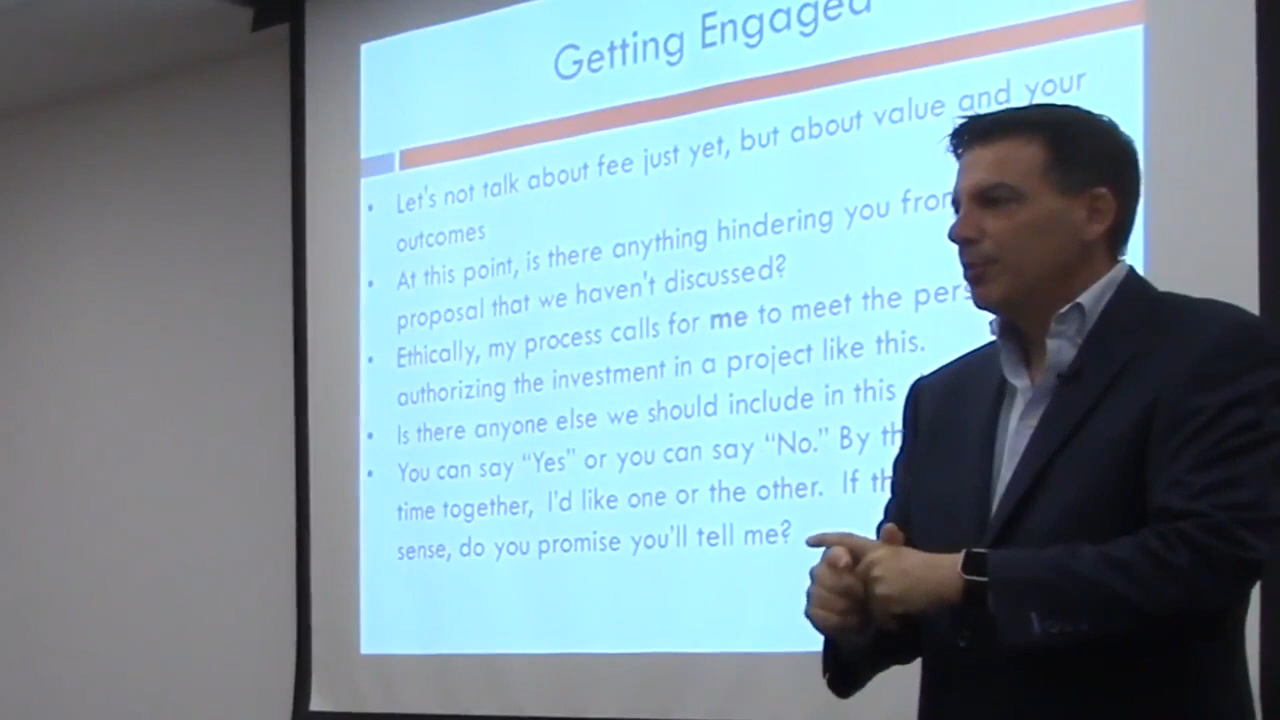 Getting Engaged
• Let's not talk about fee just yet, but about value and your
outcomes
• At this point, is there anything hindering you from
proposal that we haven't discussed?
• Ethically, my process calls for me to meet the
authorizing the investment in a project like this.
• Is there anyone else we should include in this
• You can say “Yes” or you can say “No.” By
time together, I'd like one or the other. If
sense, do you promise you'll tell me?